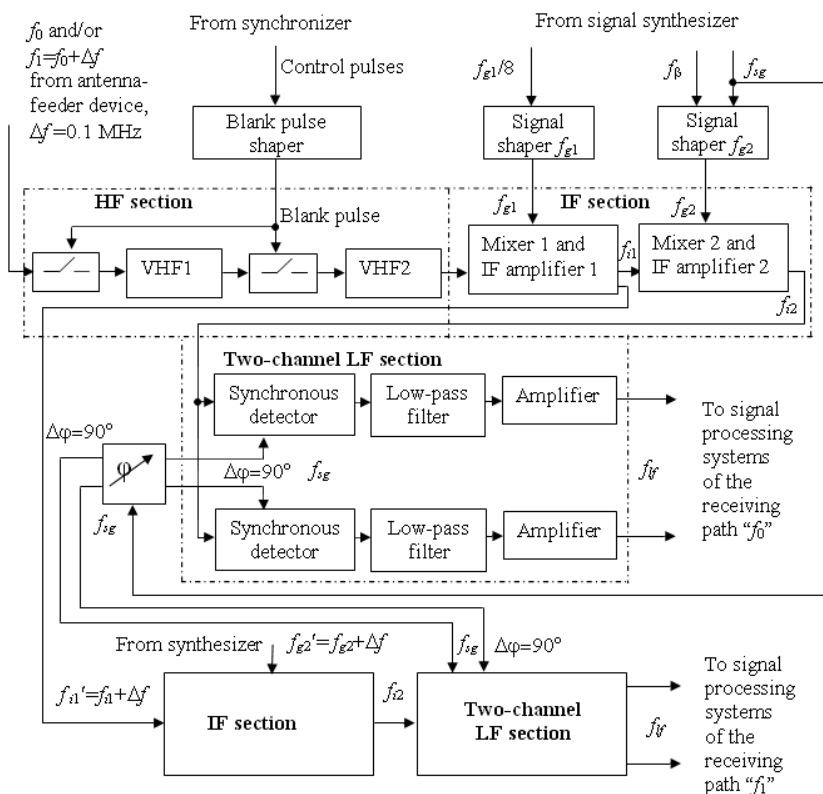 From synchronizer
From signal synthesizer
f0 and/or
f1=f0+Δf
from antenna-
feeder device,
Δf=0.1 MHz
Control pulses
fg1/8
fβ
fsg
Blank pulse
shaper
Signal
shaper fg1
Signal
shaper fg2
HF section
IF section
Blank pulse
fg1
fg2
VHF1
VHF2
Mixer 1 and
IF amplifier 1
fi1
Mixer 2 and
IF amplifier 2
fi2
Two-channel LF section
Synchronous
detector
Low-pass
filter
Amplifier
To signal
processing
systems
of the
receiving
path “f0”
Δφ=90°
φ
Δφ=90°
fsg
flf
fsg
Synchronous
detector
Low-pass
filter
Amplifier
From synthesizer
fg2'=fg2+Δf
fsg
Δφ=90°
fi1'=fi1+Δf
IF section
fi2
Two-channel
LF section
flf
To signal
processing
systems
of the
receiving
path “f1”